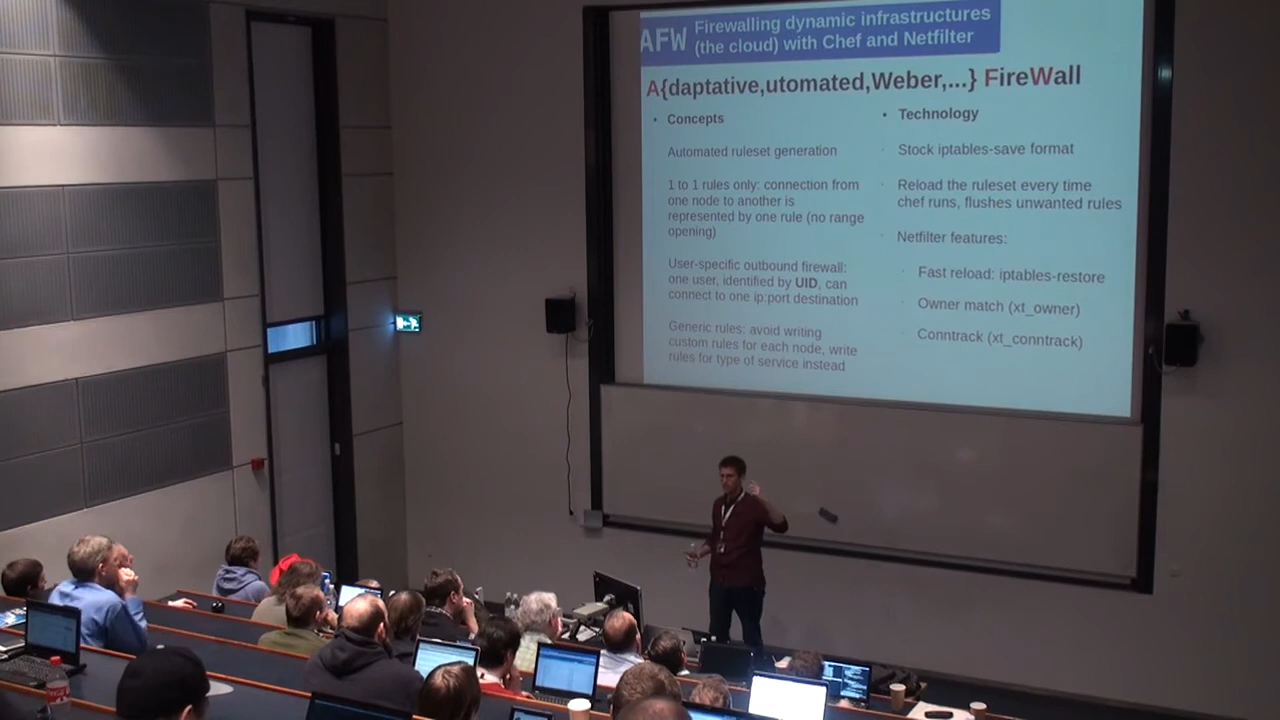 AFW
Firewalling dynamic infrastructures
(the cloud) with Chef and Netfilter
A{daptative,utomated,Weber,...} FireWall
• Concepts
Automated ruleset generation
1 to 1 rules only: connection from
one node to another is
represented by one rule (no range
opening)
User-specific outbound firewall:
one user, identified by UID, can
connect to one ip:port destination
Generic rules: avoid writing
custom rules for each node, write
rules for type of service instead
• Technology
Stock iptables-save format
Reload the ruleset every time
chef runs, flushes unwanted rules
Netfilter features:
Fast reload: iptables-restore
Owner match (xt_owner)
Conntrack (xt_conntrack)